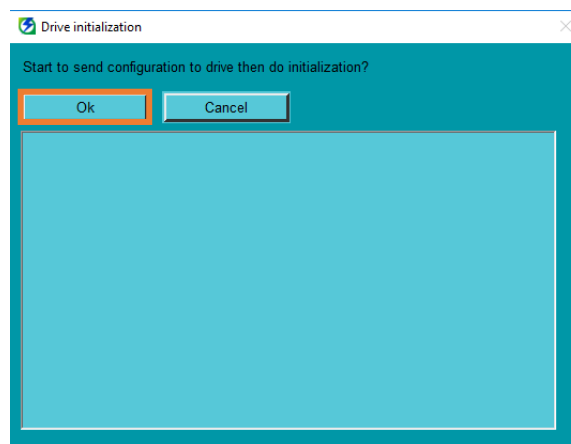 Drive initialization
Start to send configuration to drive then do initialization?
Ok Cancel